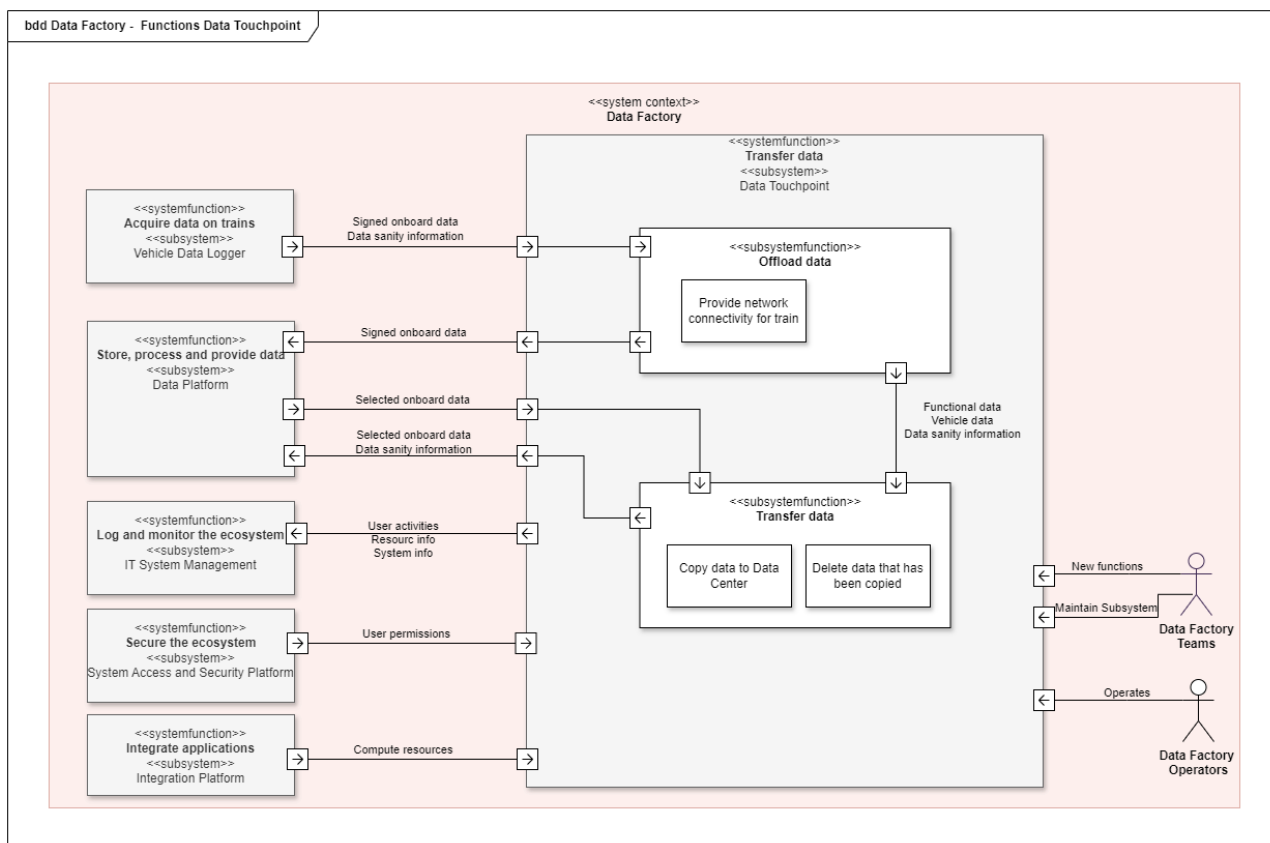 bdd Data Factory - Functions Data Touchpoint
<<system context>>
Data Factory
<<systemfunction>>
Transfer data
<<subsystem>>
Data Touchpoint
<<systemfunction>>
Acquire data on trains
<<subsystem>>
Vehicle Data Logger
Signed onboard data
Data sanity information
<<subsystemfunction>>
Offload data
Provide network
connectivity for train
<<systemfunction>>
Store, process and provide data
<<subsystem>>
Data Platform
Signed onboard data
Selected onboard data
Selected onboard data
Data sanity information
Functional data
Vehicle data
Data sanity information
<<subsystemfunction>>
Transfer data
Copy data to Data
Center
Delete data that has
been copied
<<systemfunction>>
Log and monitor the ecosystem
<<subsystem>>
IT System Management
User activities
Resourc info
System info
<<systemfunction>>
Secure the ecosystem
<<subsystem>>
System Access and Security Platform
User permissions
<<systemfunction>>
Integrate applications
<<subsystem>>
Integration Platform
Compute resources
New functions
Maintain Subsystem
Data Factory
Teams
Operates
Data Factory
Operators